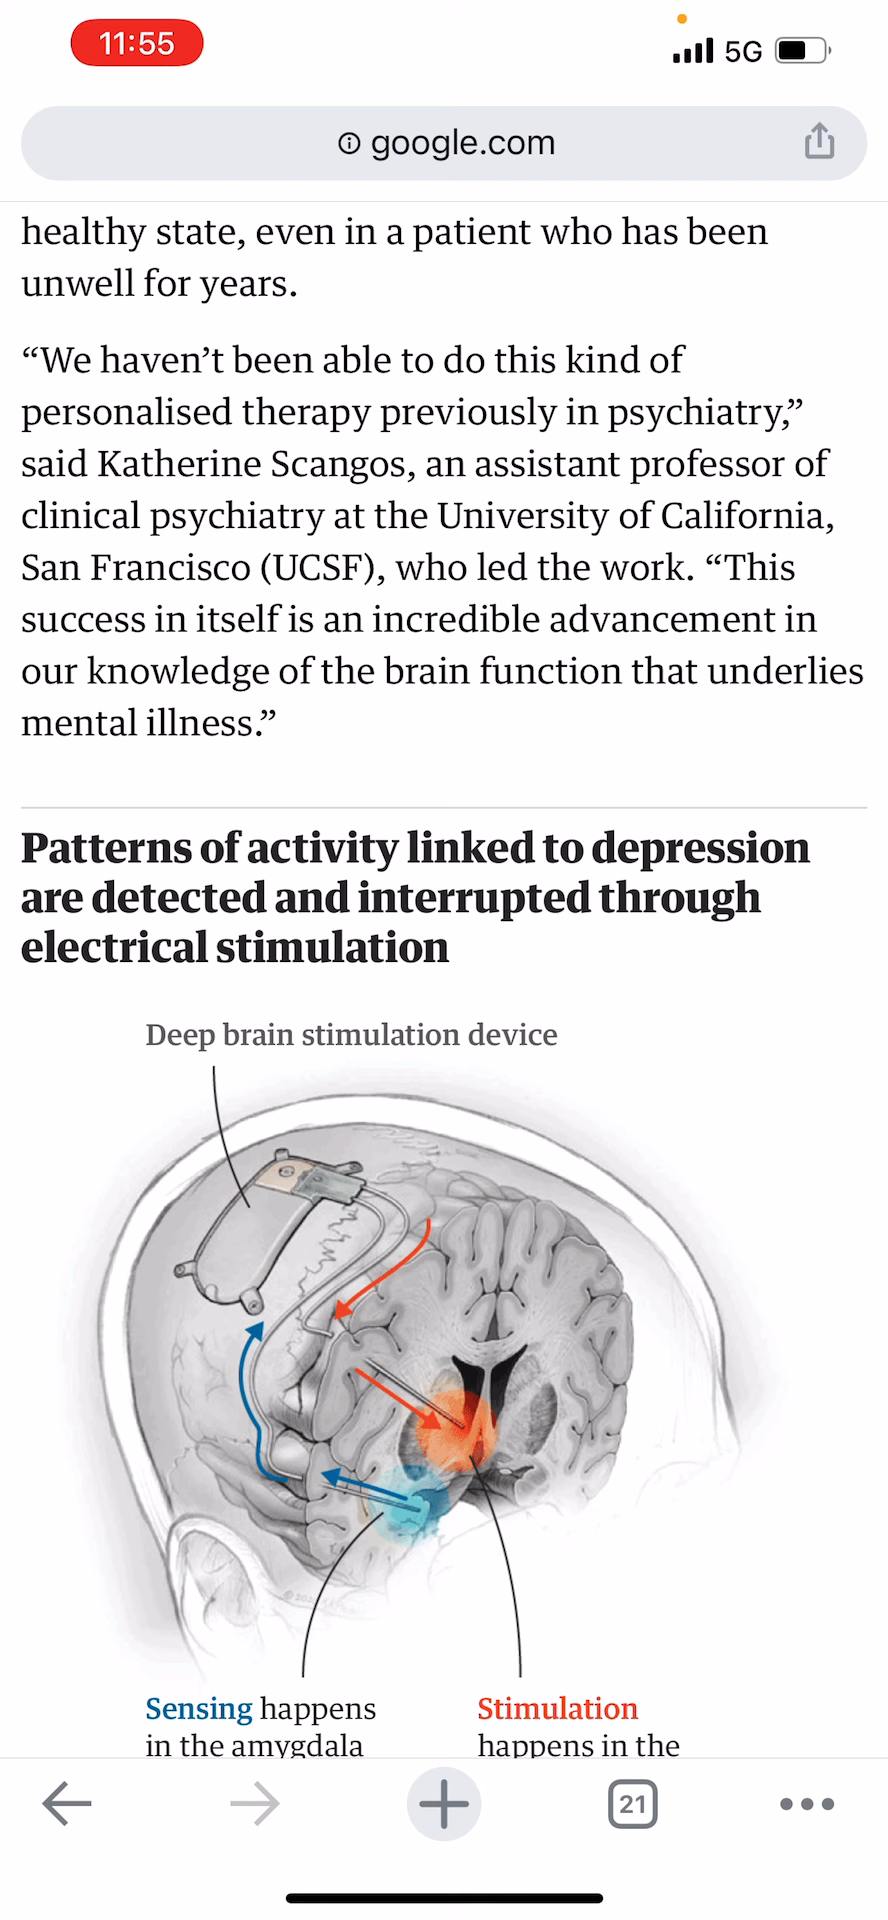 11:55
5G
google.com
healthy state, even in a patient who has been
unwell for years.
“We haven’t been able to do this kind of
personalised therapy previously in psychiatry,”
said Katherine Scangos, an assistant professor of
clinical psychiatry at the University of California,
San Francisco (UCSF), who led the work. “This
success in itself is an incredible advancement in
our knowledge of the brain function that underlies
mental illness.”
Patterns of activity linked to depression
are detected and interrupted through
electrical stimulation
Deep brain stimulation device
Sensing happens
in the amygdala
Stimulation
happens in the
21